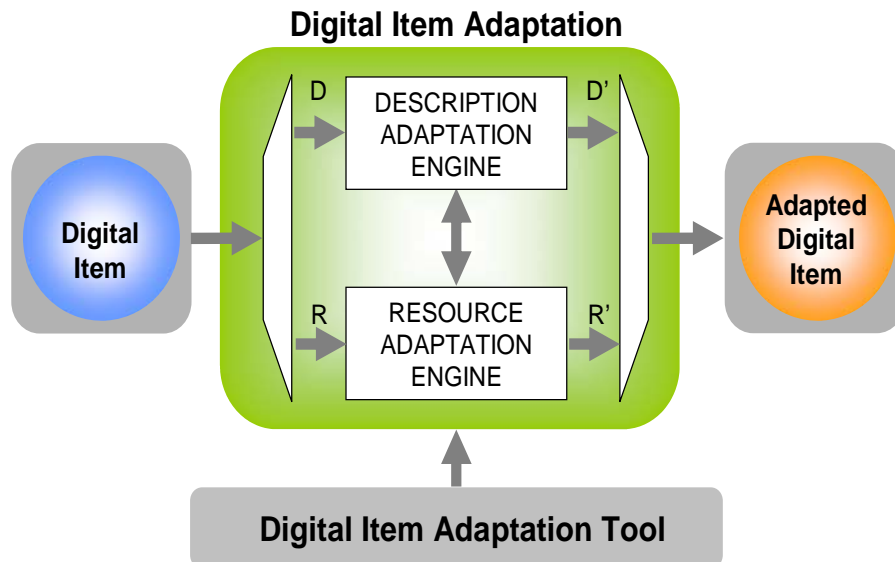 Digital Item Adaptation
D
DESCRIPTION
ADAPTATION
ENGINE
D’
Digital
Item
Adapted
Digital
Item
R
RESOURCE
ADAPTATION
ENGINE
R’
Digital Item Adaptation Tool